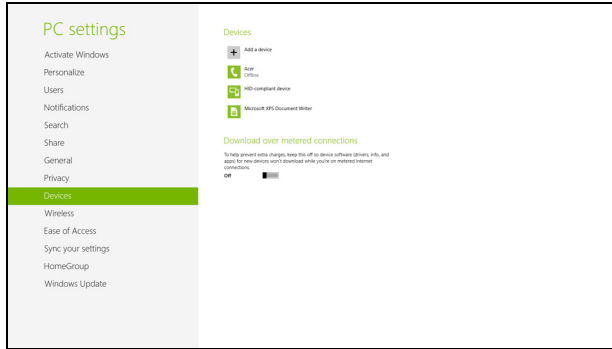 PC settings
Activate Windows
Personalize
Users
Notifications
Search
Share
General
Privacy
Devices
Wireless
Ease of Access
Sync your settings
HomeGroup
Windows Update
Devices
Add a device
Acer
Offline
HID-compliant device
Microsoft XPS Document Writer
Download over metered connections
To help prevent extra charges, keep this off so device software (drivers, info, and
apps) for new devices won't download while you're on metered Internet
connections.
Off